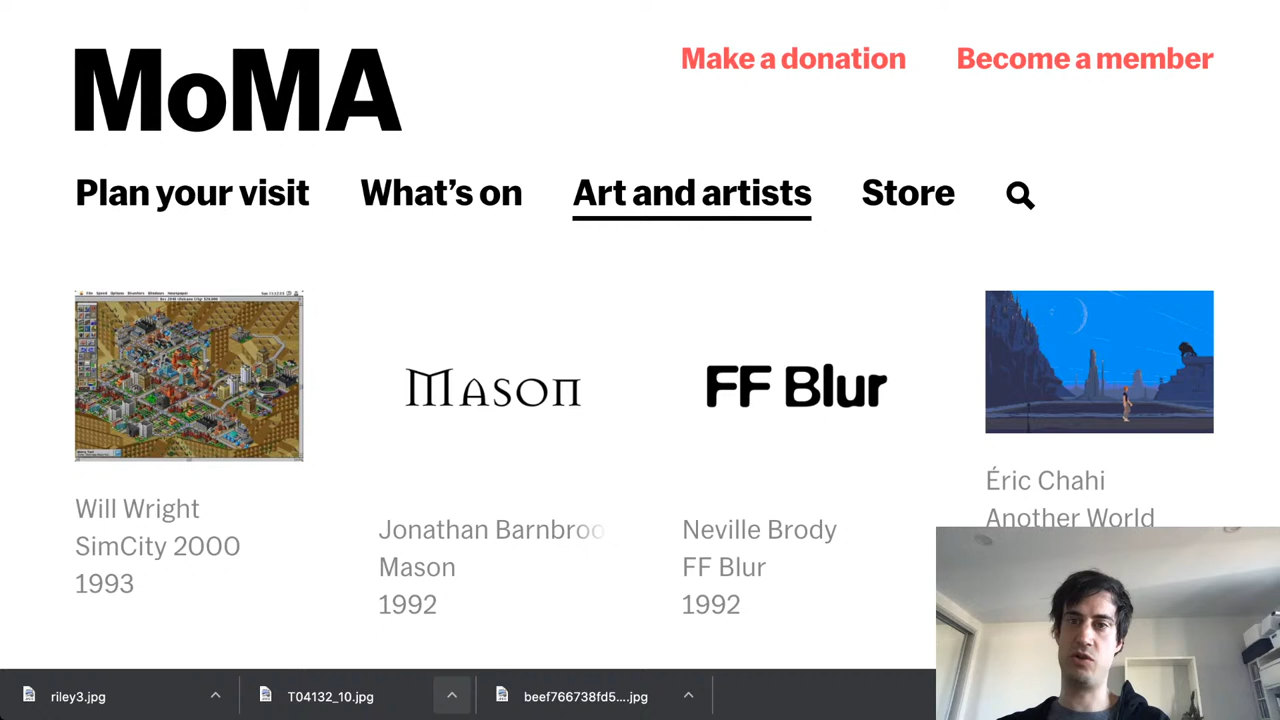 MoMA
Make a donation
Become a member
Plan your visit
What's on
Art and artists
Store
MASON
FF Blur
Will Wright
SimCity 2000
1993
Jonathan Barnbroo
Mason
1992
Neville Brody
FF Blur
1992
Éric Chahi
Another World
riley3.jpg
T04132_10.jpg
beef766738fd5....jpg